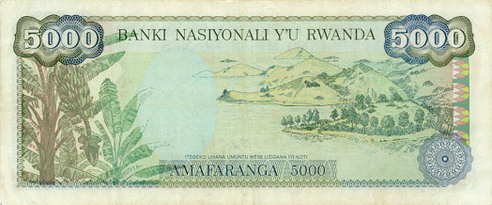 5000 BANKI NASIYONALI Y'U RWANDA 5000
ITEGEKO LIHANA UMUNTU WESE UZIGANA IYI NOTI
AMAFARANGA 5000